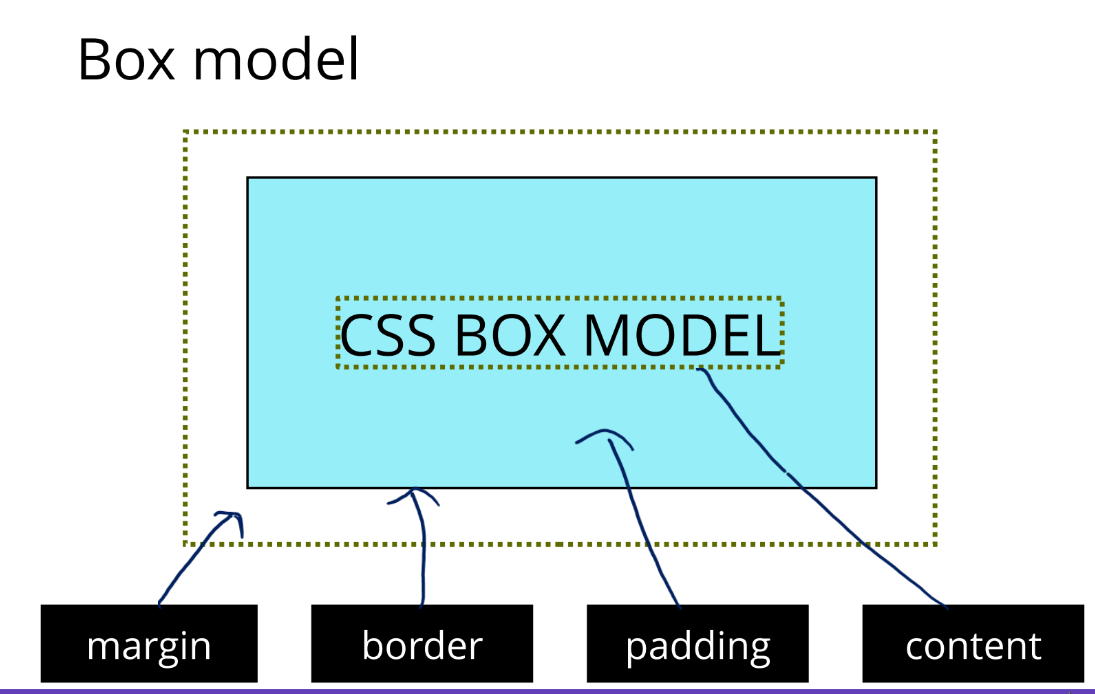 Box model
CSS BOX MODEL
margin border padding content